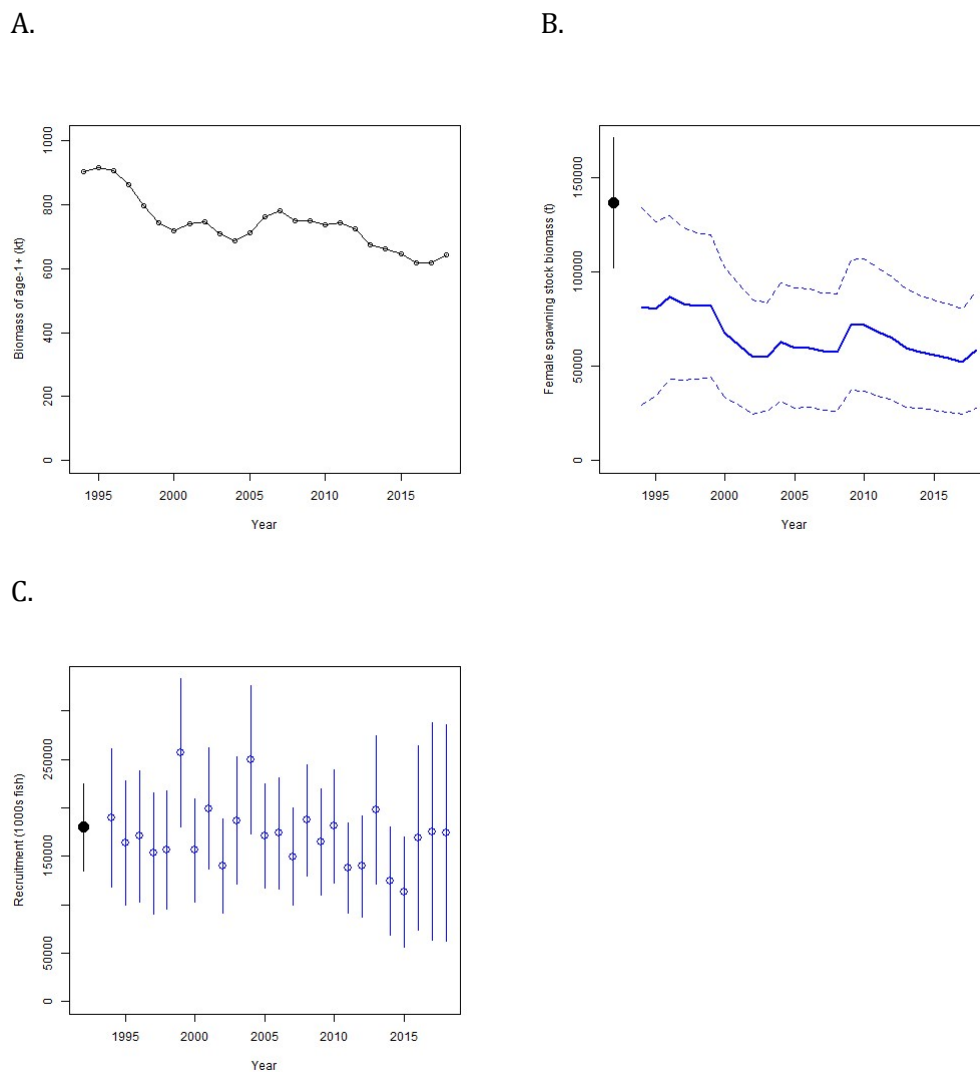 A.
B.
Biomass of age-1+ (kt)
1000
800
600
400
200
0
1995 2000 2005 2010 2015
Year
Female spawning stock biomass (t)
150000
100000
50000
0
1995 2000 2005 2010 2015
Year
C.
Recruitment (1000s fish)
250000
150000
50000
0
1995 2000 2005 2010 2015
Year